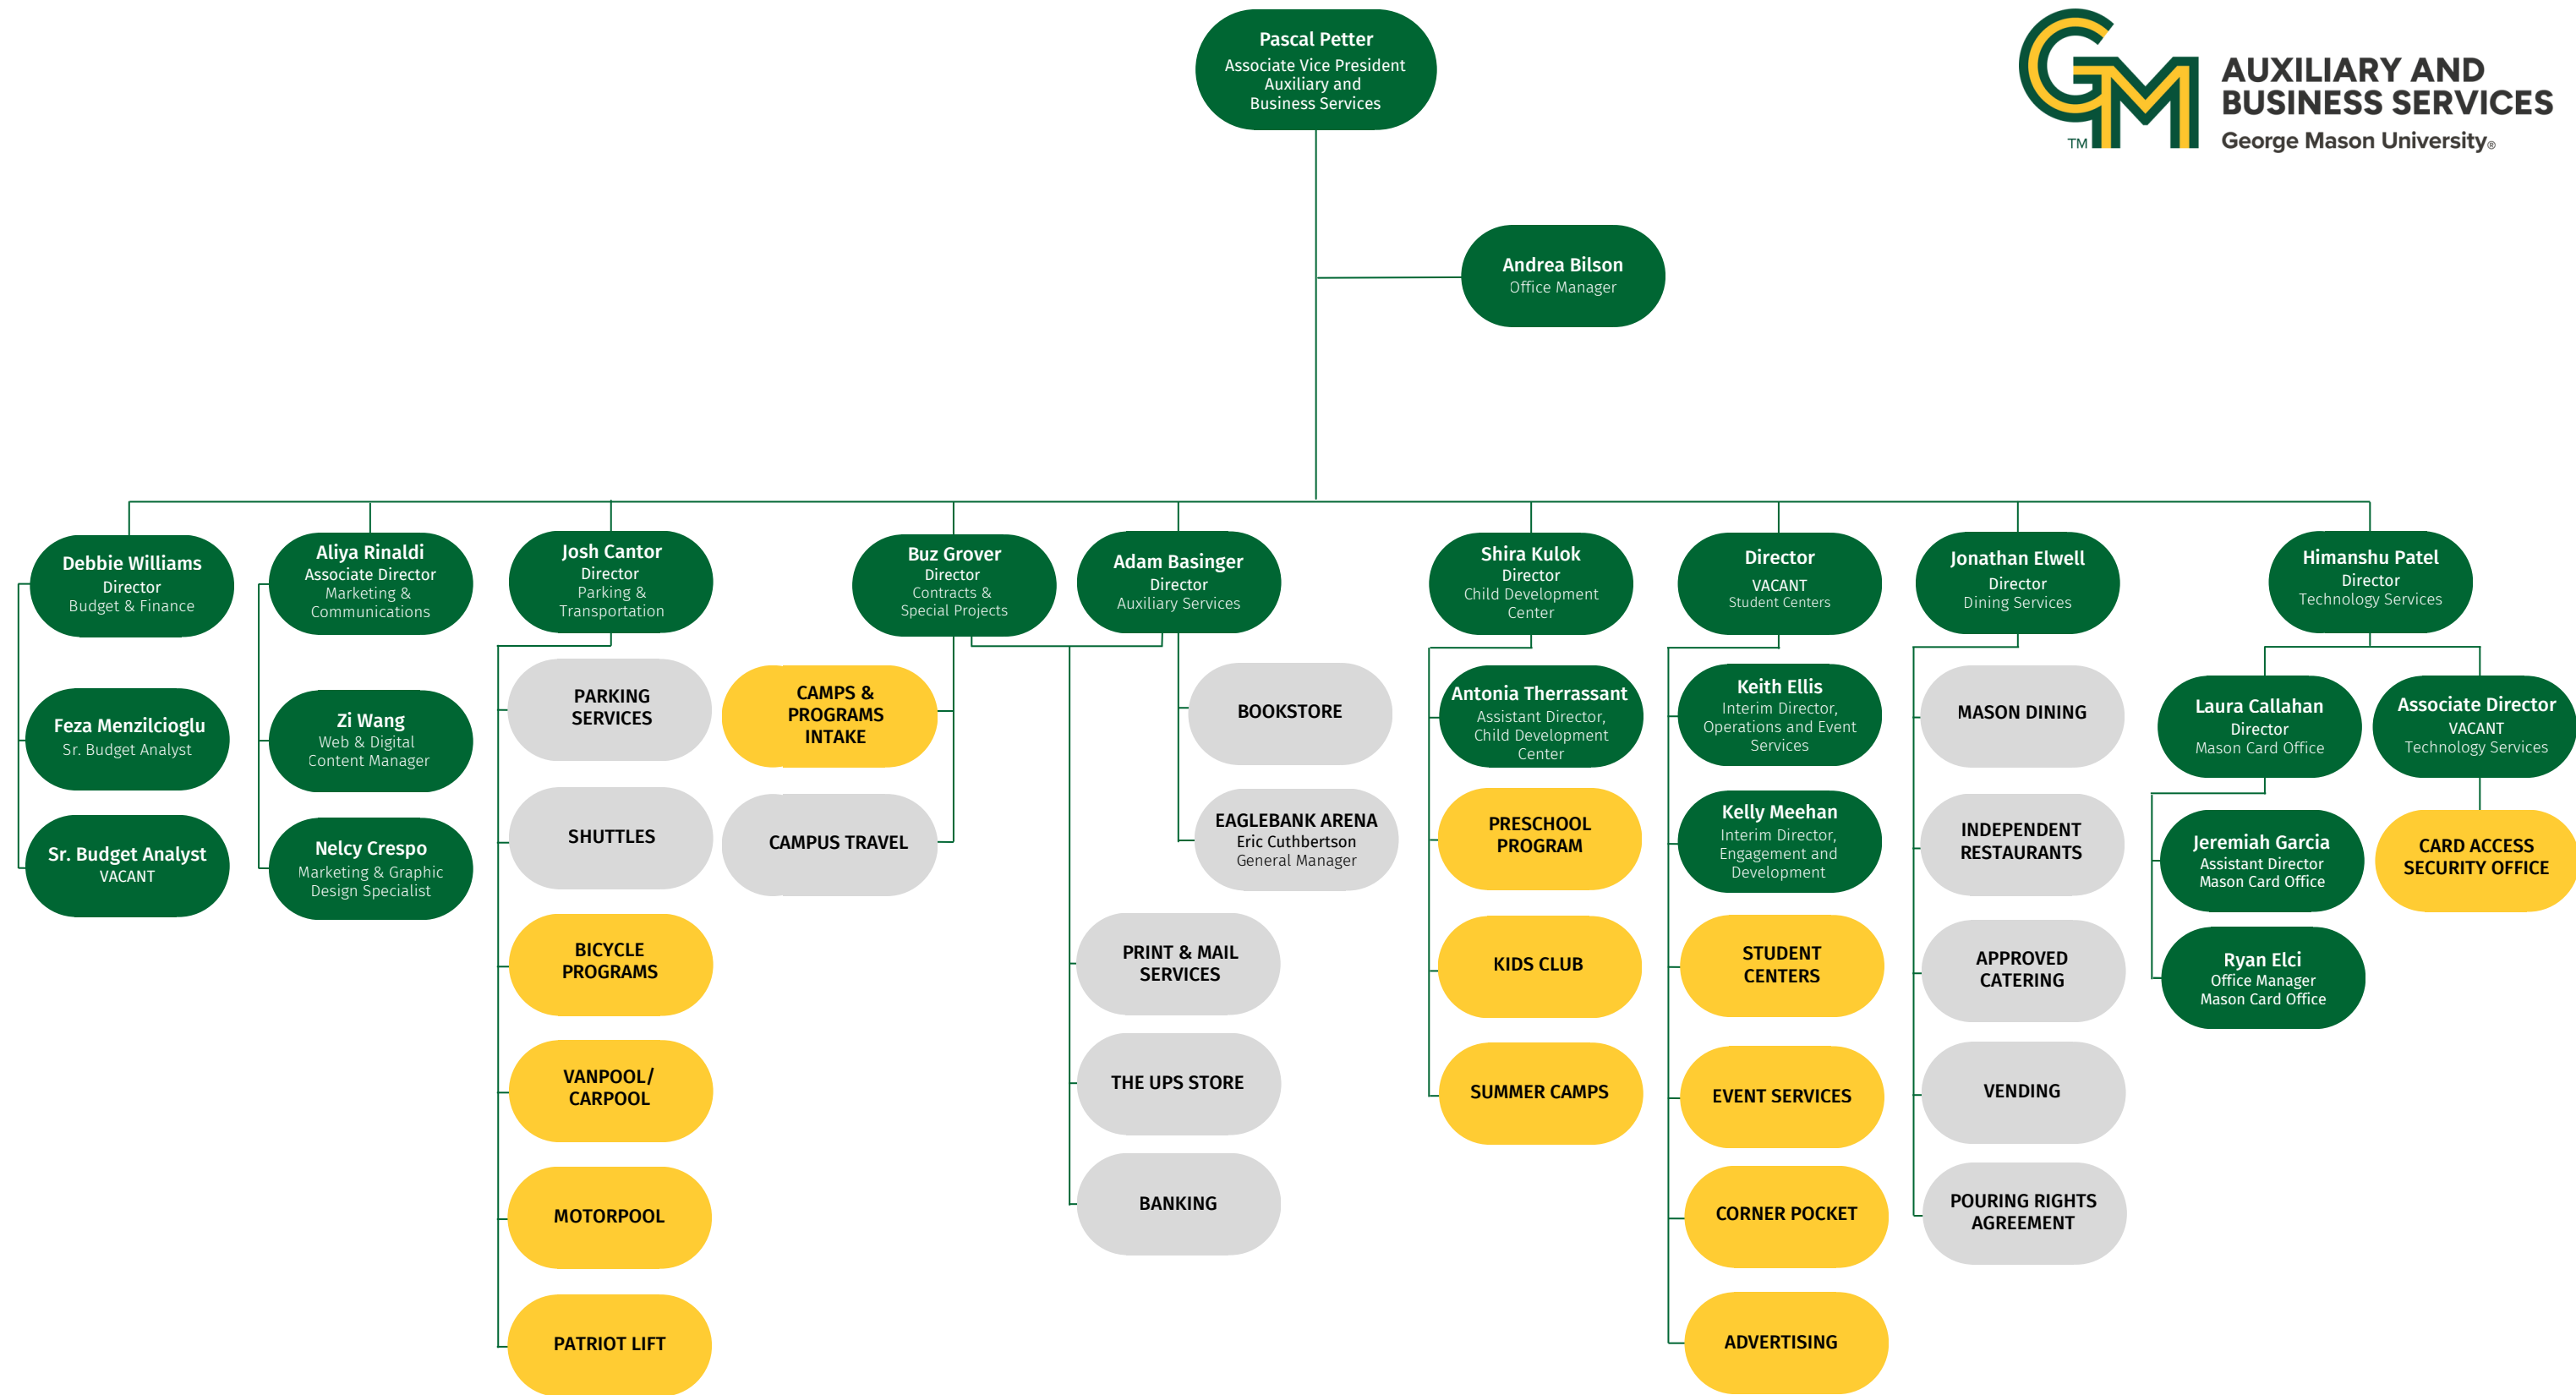 Pascal Petter
Associate Vice President
Auxiliary and
Business Services
GM
TM
AUXILIARY AND
BUSINESS SERVICES
George Mason University®
Andrea Bilson
Office Manager
Debbie Williams
Director
Budget & Finance
Feza Menzilcioglu
Sr. Budget Analyst
Sr. Budget Analyst
VACANT
Aliya Rinaldi
Associate Director
Marketing &
Communications
Zi Wang
Web & Digital
Content Manager
Nelcy Crespo
Marketing & Graphic
Design Specialist
Josh Cantor
Director
Parking &
Transportation
PARKING
SERVICES
SHUTTLES
BICYCLE
PROGRAMS
VANPOOL/
CARPOOL
MOTORPOOL
PATRIOT LIFT
Buz Grover
Director
Contracts &
Special Projects
CAMPS &
PROGRAMS
INTAKE
CAMPUS TRAVEL
Adam Basinger
Director
Auxiliary Services
BOOKSTORE
EAGLEBANK ARENA
Eric Cuthbertson
General Manager
PRINT & MAIL
SERVICES
THE UPS STORE
BANKING
Shira Kulok
Director
Child Development
Center
Antonia Therrassant
Assistant Director,
Child Development
Center
PRESCHOOL
PROGRAM
KIDS CLUB
SUMMER CAMPS
Director
VACANT
Student Centers
Keith Ellis
Interim Director,
Operations and Event
Services
Kelly Meehan
Interim Director,
Engagement and
Development
STUDENT
CENTERS
EVENT SERVICES
CORNER POCKET
ADVERTISING
Jonathan Elwell
Director
Dining Services
MASON DINING
INDEPENDENT
RESTAURANTS
APPROVED
CATERING
VENDING
POURING RIGHTS
AGREEMENT
Himanshu Patel
Director
Technology Services
Laura Callahan
Director
Mason Card Office
Jeremiah Garcia
Assistant Director
Mason Card Office
Ryan Elci
Office Manager
Mason Card Office
Associate Director
VACANT
Technology Services
CARD ACCESS
SECURITY OFFICE